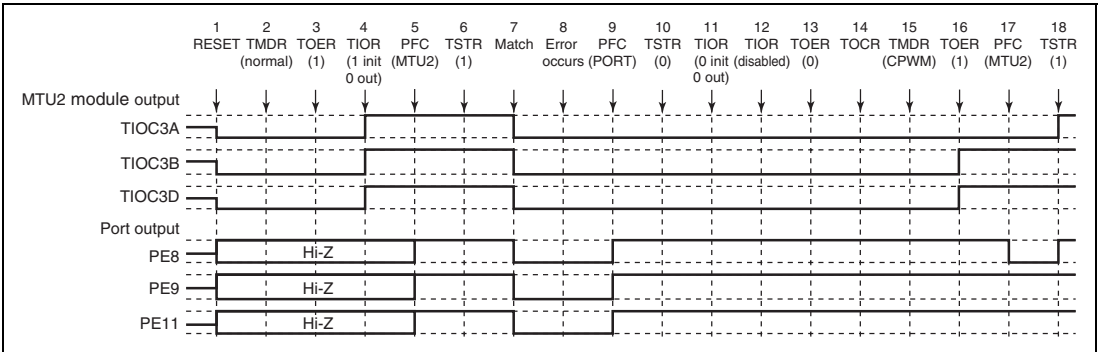 1 2 3 4 5 6 7 8 9 10 11 12 13 14 15 16 17 18
RESET TMDR TOER TIOR PFC TSTR Match Error PFC TSTR TIOR TIOR TOER TOCR TMDR TOER PFC TSTR
(normal) (1) (1 init (MTU2) (1) occurs (PORT) (0) (0 init (disabled) (0) (CPWM) (1) (MTU2) (1)
0 out) 0 out)
MTU2 module output
TIOC3A
TIOC3B
TIOC3D
Port output
PE8 Hi-Z
PE9 Hi-Z
PE11 Hi-Z